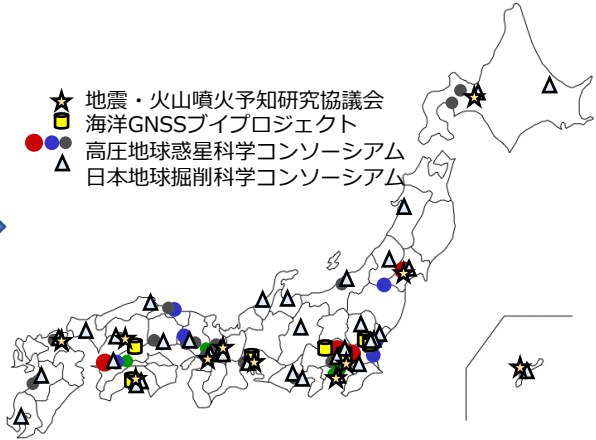 地震・火山噴火予知研究協議会
海洋GNSSブイプロジェクト
高圧地球惑星科学コンソーシアム
日本地球掘削科学コンソーシアム